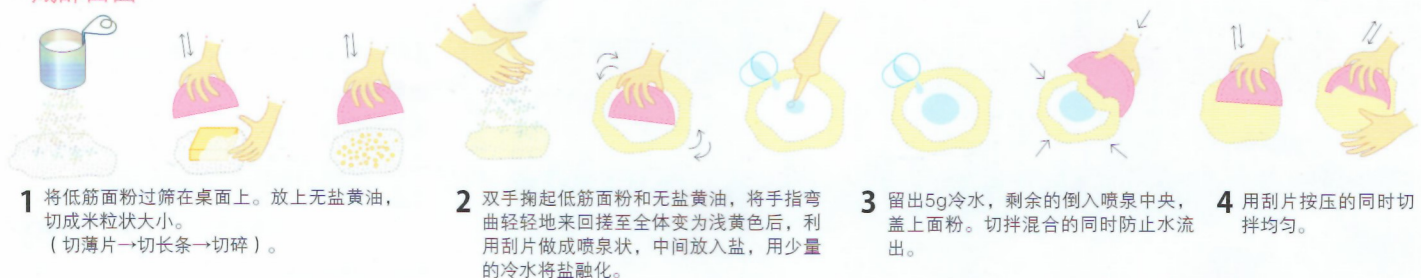 1 将低筋面粉过筛在桌面上。放上无盐黄油，
切成米粒状大小。
（切薄片→切长条→切碎）。
2 双手掬起低筋面粉和无盐黄油，将手指弯
曲轻轻地来回搓至全体变为浅黄色后，利
用刮片做成喷泉状，中间放入盐，用少量
的冷水将盐融化。
3 留出5g冷水，剩余的倒入喷泉中央，
盖上面粉。切拌混合的同时防止水流
出。
4 用刮片按压的同时切
拌均匀。